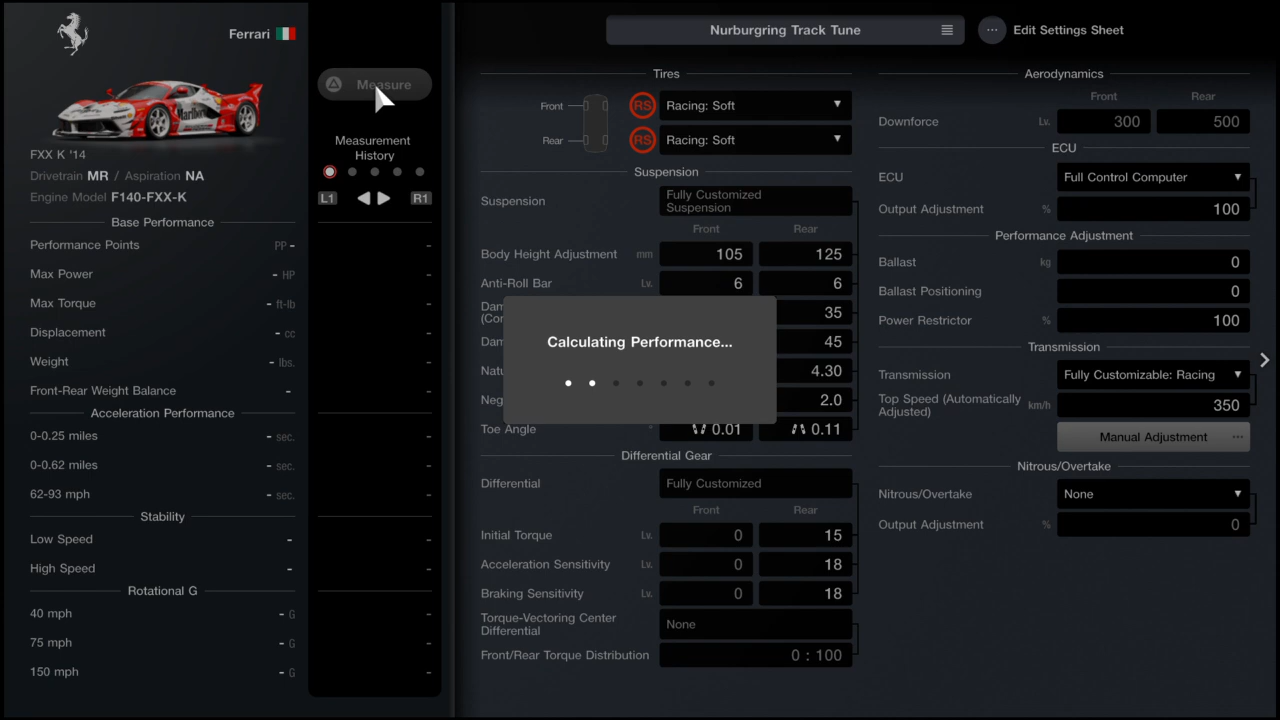 Ferrari
Nurburgring Track Tune
Edit Settings Sheet
FXX K '14
Drivetrain MR / Aspiration NA
Engine Model F140-FXX-K
Base Performance
Performance Points PP -
Max Power - HP
Max Torque - ft-lb
Displacement - cc
Weight - lbs.
Front-Rear Weight Balance -
Acceleration Performance
0-0.25 miles - sec.
0-0.62 miles - sec.
62-93 mph - sec.
Stability
Low Speed -
High Speed -
Rotational G
40 mph - G
75 mph - G
150 mph - G
Measure
Measurement
History
L1 R1
Tires
Front RS Racing: Soft
Rear RS Racing: Soft
Suspension
Suspension Fully Customized
Suspension
Front Rear
Body Height Adjustment mm 105 125
Anti-Roll Bar Lv. 6 6
Dam
(Con 35
Dam 45
Natu 4.30
Neg 2.0
Toe Angle ° 0.01 0.11
Calculating Performance...
Differential Gear
Differential Fully Customized
Front Rear
Initial Torque Lv. 0 15
Acceleration Sensitivity Lv. 0 18
Braking Sensitivity Lv. 0 18
Torque-Vectoring Center
Differential None
Front/Rear Torque Distribution 0 : 100
Aerodynamics
Front Rear
Downforce Lv. 300 500
ECU
ECU Full Control Computer
Output Adjustment % 100
Performance Adjustment
Ballast kg 0
Ballast Positioning 0
Power Restrictor % 100
Transmission
Transmission Fully Customizable: Racing
Top Speed (Automatically
Adjusted) km/h 350
Manual Adjustment
Nitrous/Overtake
Nitrous/Overtake None
Output Adjustment % 0